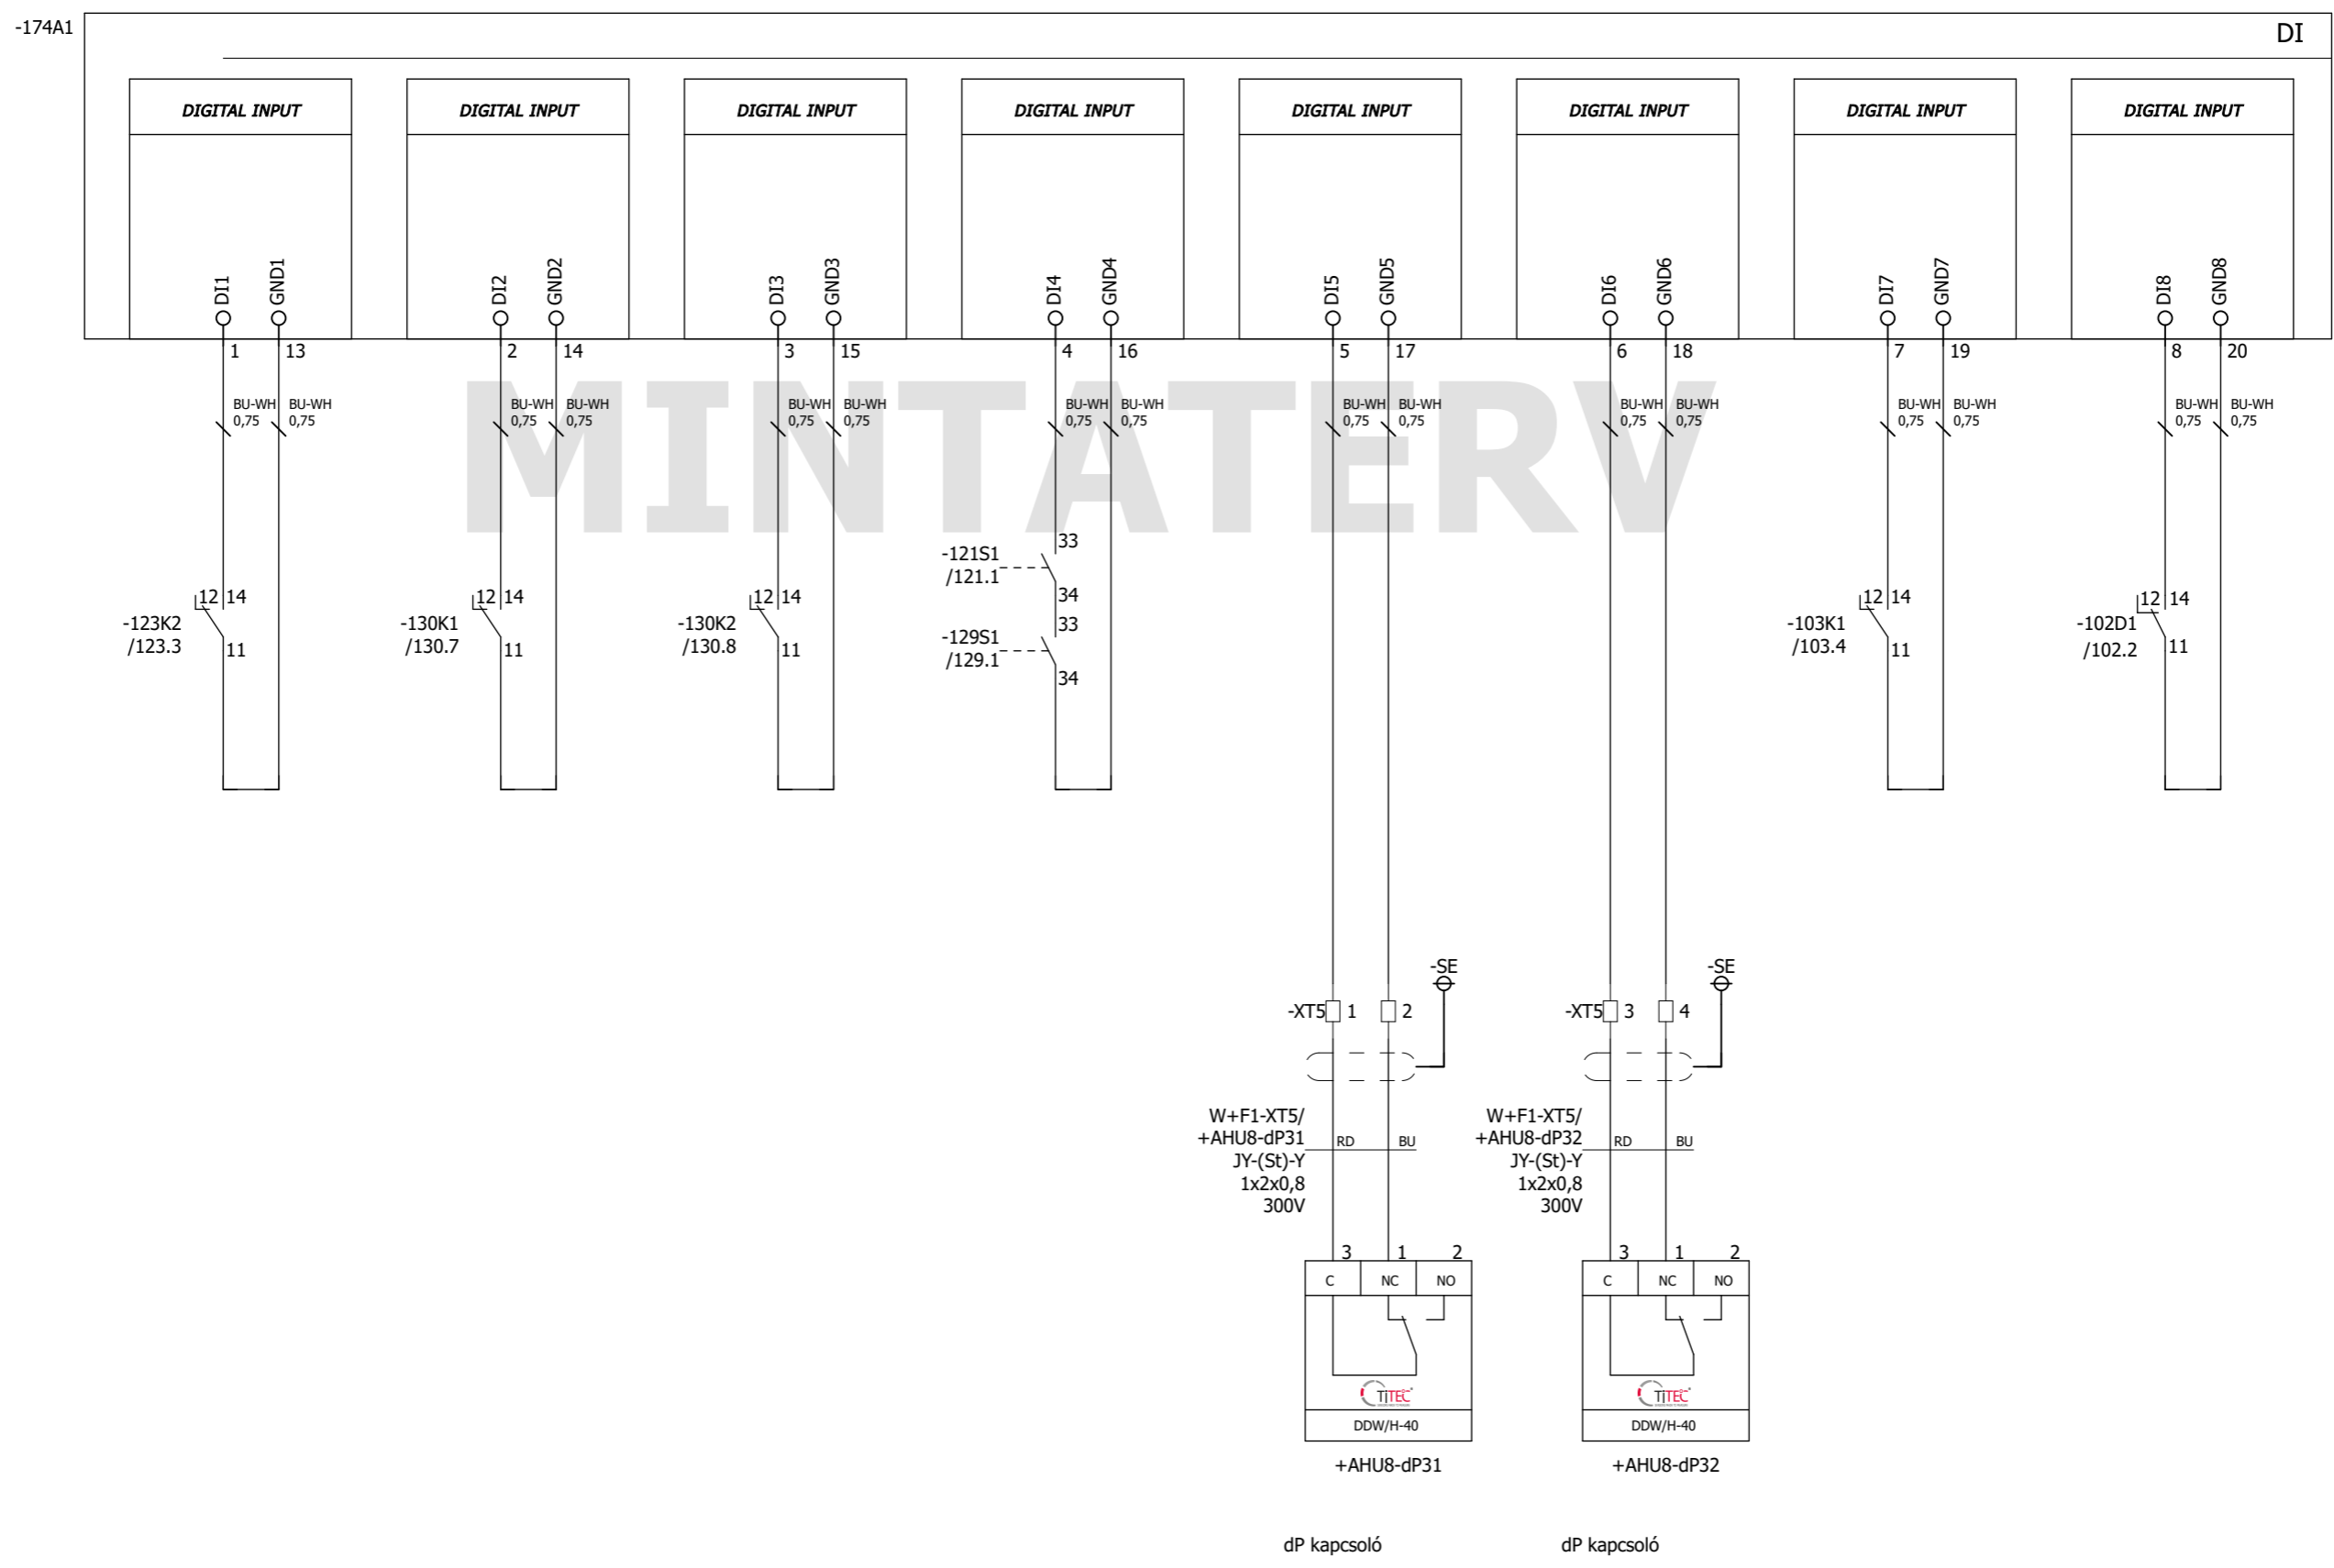 -174A1
DI
DIGITAL INPUT
DIGITAL INPUT
DIGITAL INPUT
DIGITAL INPUT
DIGITAL INPUT
DIGITAL INPUT
DIGITAL INPUT
DIGITAL INPUT
DI1 GND1
DI2 GND2
DI3 GND3
DI4 GND4
DI5 GND5
DI6 GND6
DI7 GND7
DI8 GND8
1 13
2 14
3 15
4 16
5 17
6 18
7 19
8 20
BU-WH BU-WH
0,75 0,75
BU-WH BU-WH
0,75 0,75
BU-WH BU-WH
0,75 0,75
BU-WH BU-WH
0,75 0,75
BU-WH BU-WH
0,75 0,75
BU-WH BU-WH
0,75 0,75
BU-WH BU-WH
0,75 0,75
BU-WH BU-WH
0,75 0,75
MINTATERV
12 14
-123K2
/123.3
11
12 14
-130K1
/130.7
11
12 14
-130K2
/130.8
11
33
-121S1
/121.1
34
33
-129S1
/129.1
34
12 14
-103K1
/103.4
11
12 14
-102D1
/102.2
11
-SE
-XT5 1 2
W+F1-XT5/
+AHU8-dP31
JY-(St)-Y
1x2x0,8
300V
RD BU
3 1 2
C NC NO
TiTEC
DDW/H-40
+AHU8-dP31
dP kapcsoló
-SE
-XT5 3 4
W+F1-XT5/
+AHU8-dP32
JY-(St)-Y
1x2x0,8
300V
RD BU
3 1 2
C NC NO
TiTEC
DDW/H-40
+AHU8-dP32
dP kapcsoló